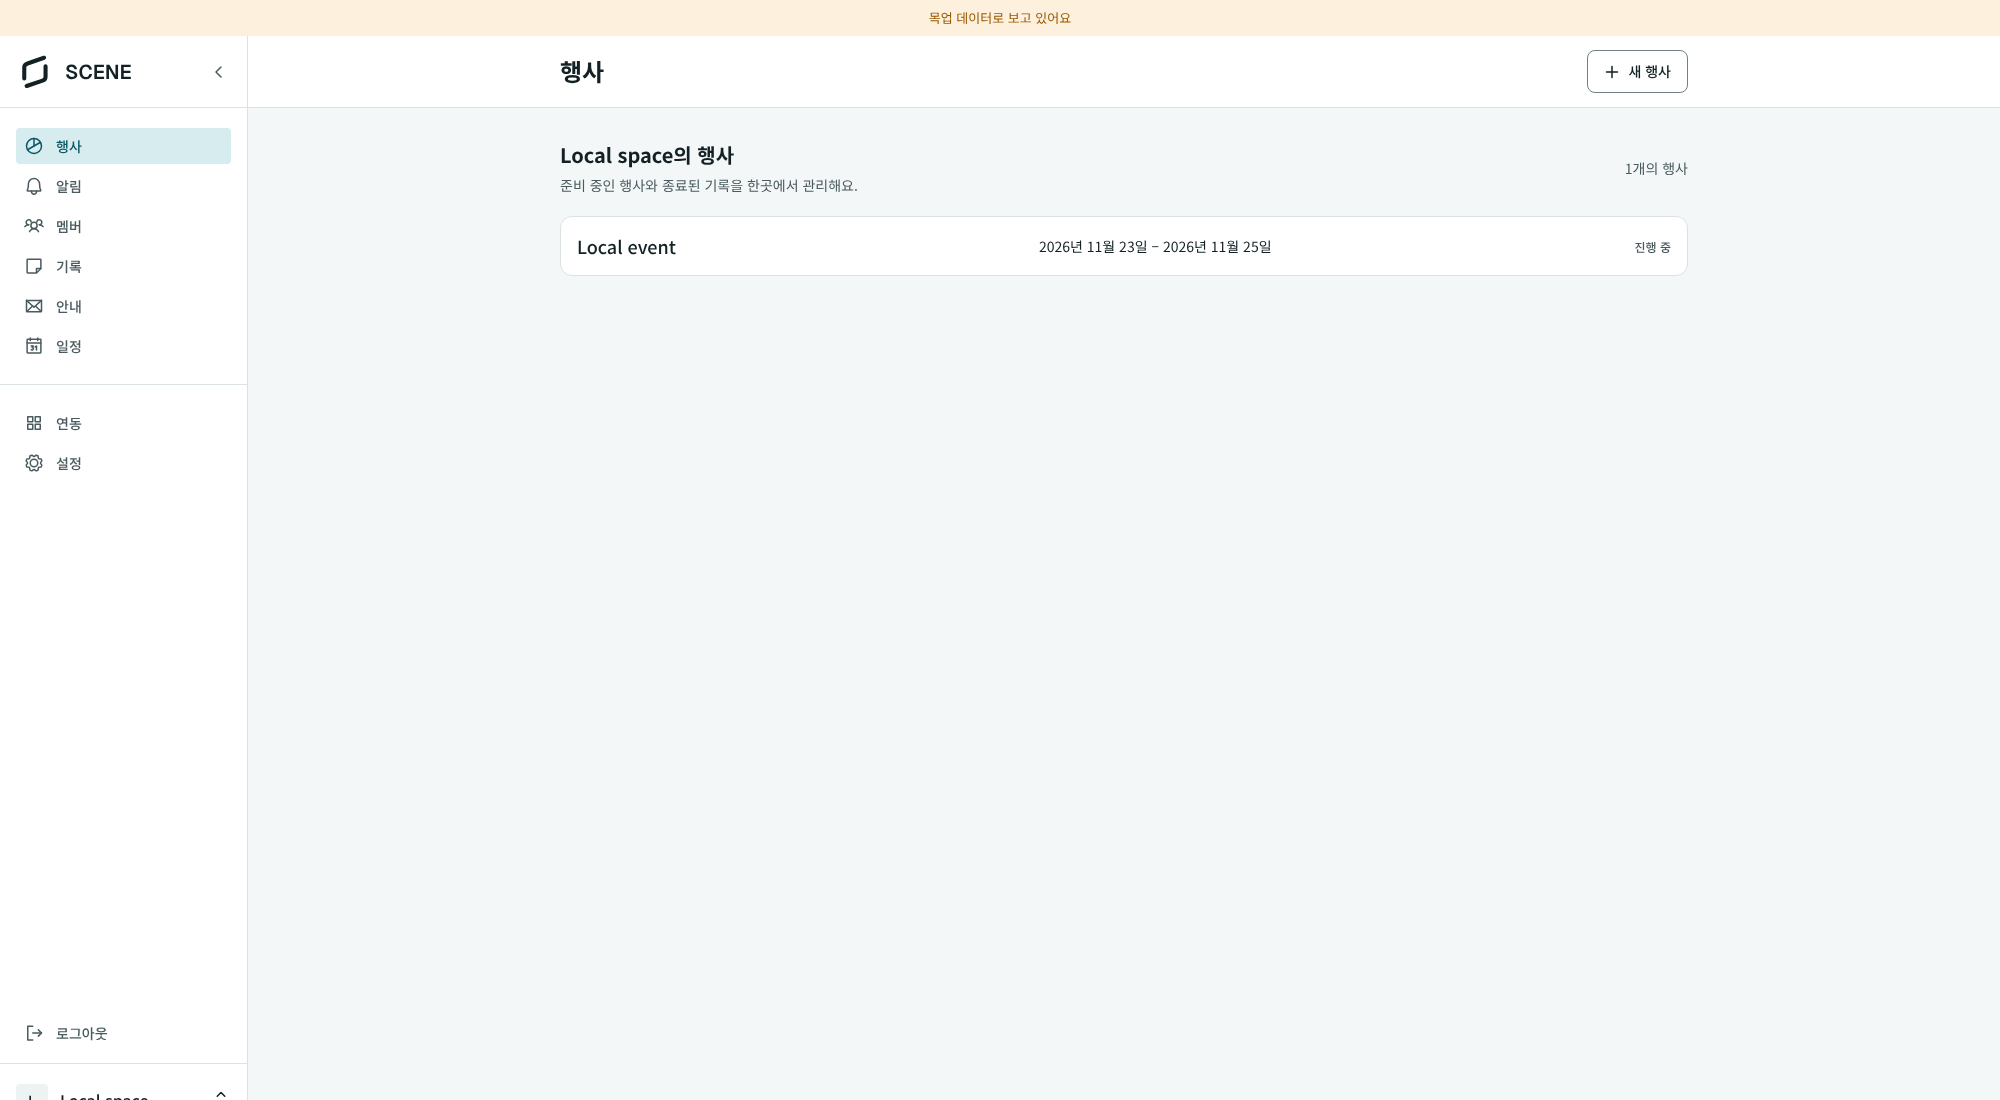 목업 데이터로 보고 있어요
SCENE
행사
새 행사
행사
알림
멤버
기록
안내
31
일정
연동
설정
로그아웃
Local space
Local space의 행사
준비 중인 행사와 종료된 기록을 한곳에서 관리해요.
1개의 행사
Local event
2026년 11월 23일 – 2026년 11월 25일
진행 중